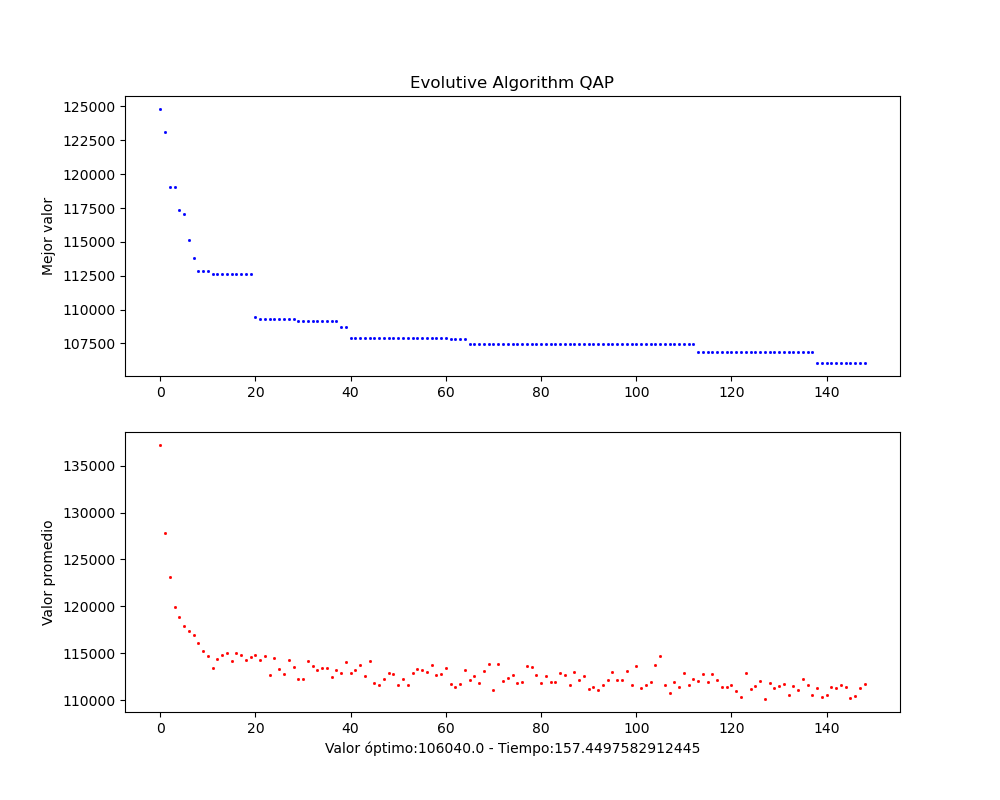 Evolutive Algorithm QAP
125000
122500
120000
117500
115000
112500
110000
107500
Mejor valor
0 20 40 60 80 100 120 140
135000
130000
125000
120000
115000
110000
Valor promedio
0 20 40 60 80 100 120 140
Valor óptimo:106040.0 - Tiempo:157.4497582912445